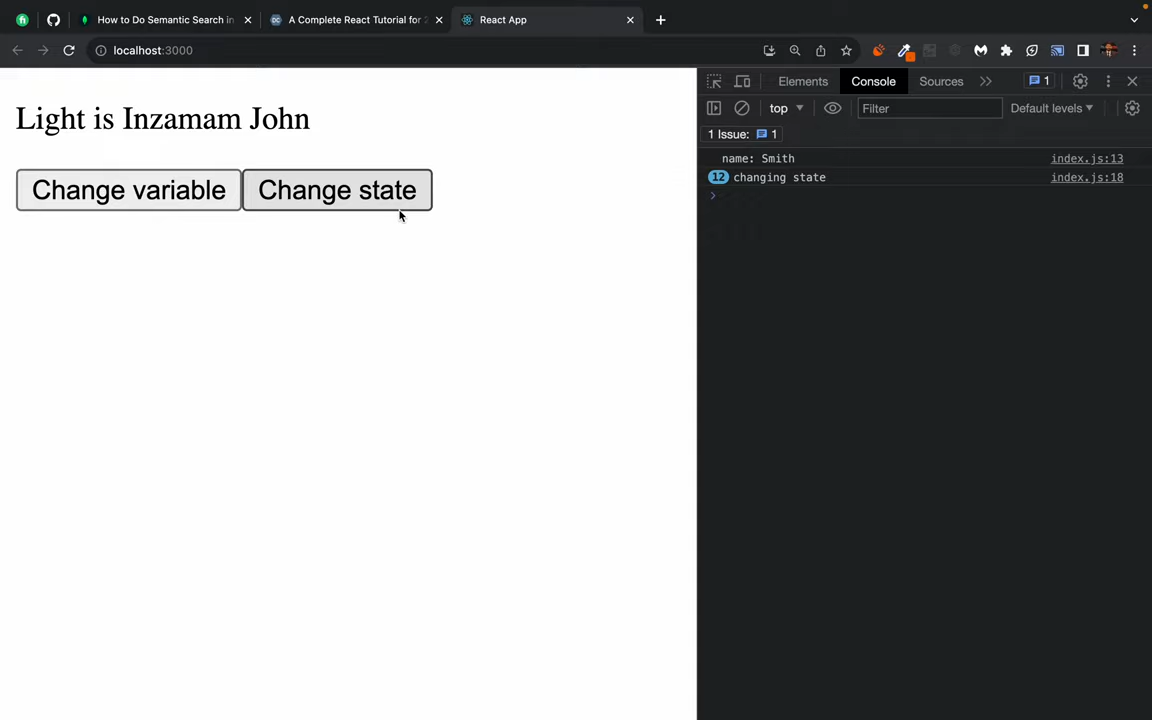 How to Do Semantic Search in
A Complete React Tutorial for 2
React App
localhost:3000
Elements
Console
Sources
1
top
Filter
Default levels
1 Issue: 1
Light is Inzamam John
Change variable
Change state
name: Smith
index.js:13
12 changing state
index.js:18